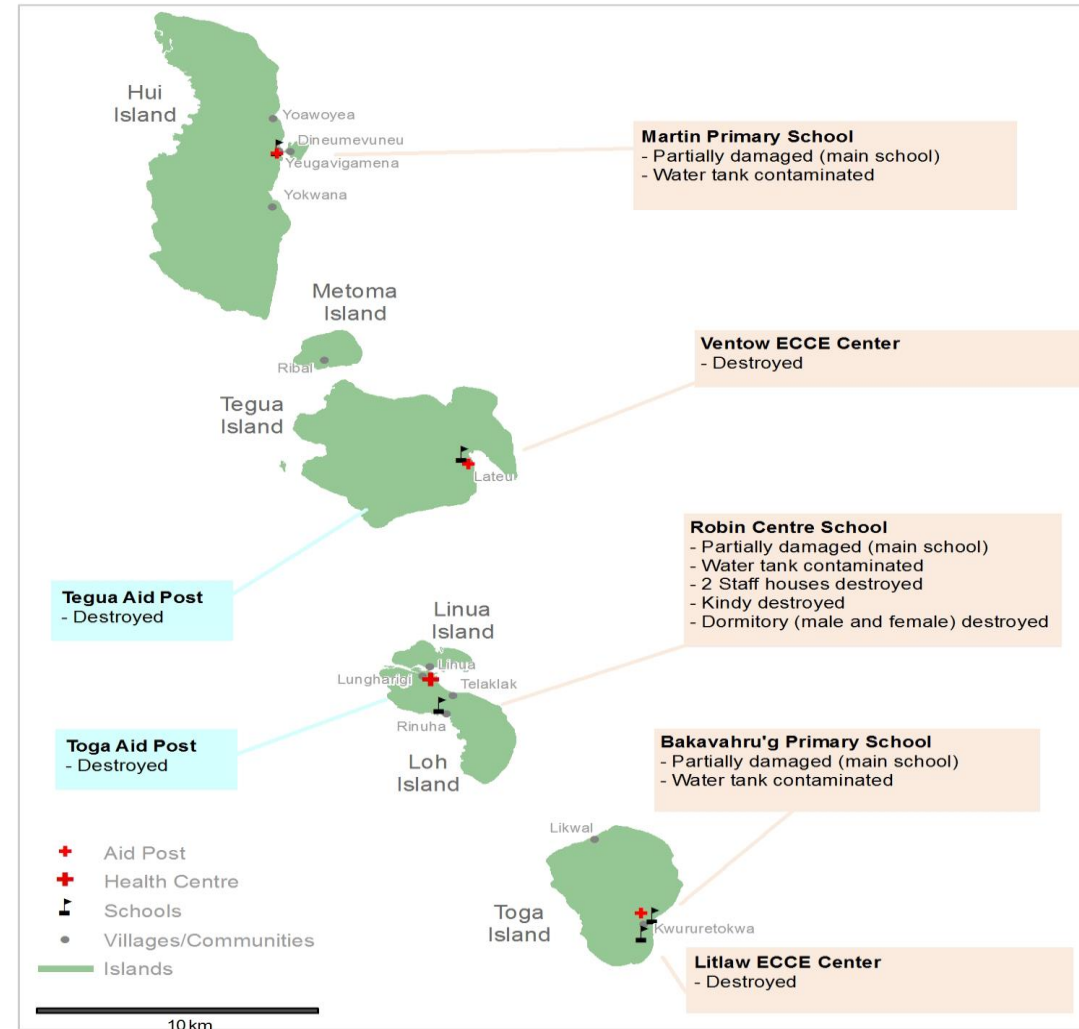 Hui
Island
Yoawoyea
Dineumevuneu
Yeugavigamena
Yokwana
Martin Primary School
- Partially damaged (main school)
- Water tank contaminated
Metoma
Island
Ribal
Ventow ECCE Center
- Destroyed
Tegua
Island
Lateu
Robin Centre School
- Partially damaged (main school)
- Water tank contaminated
- 2 Staff houses destroyed
- Kindy destroyed
- Dormitory (male and female) destroyed
Tegua Aid Post
- Destroyed
Linua
Island
Linua
Lungharigi
Telaklak
Rinuha
Loh
Island
Toga Aid Post
- Destroyed
Bakavahru'g Primary School
- Partially damaged (main school)
- Water tank contaminated
Likwal
Toga
Island
Kwururetokwa
Litlaw ECCE Center
- Destroyed
Aid Post
Health Centre
Schools
Villages/Communities
Islands
10 km